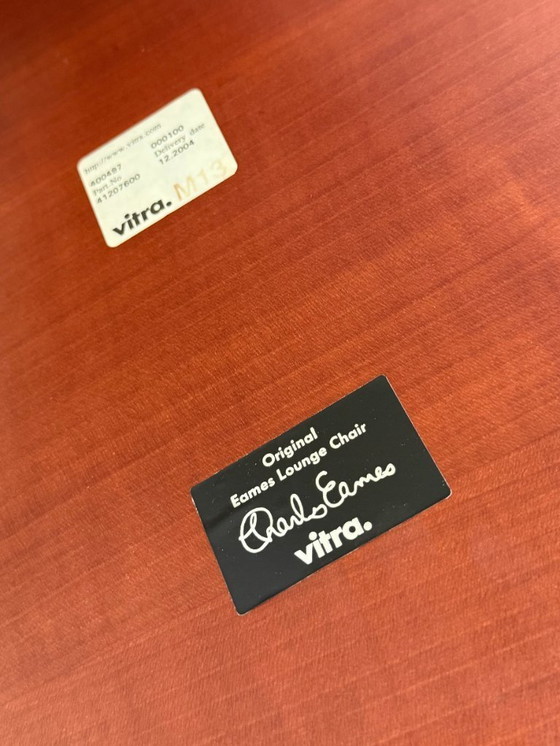 http://www.vitra.com
400487 000100
Part.No. Delivery date
41207600 12.2004
vitra. M13
Original
Eames Lounge Chair
Charles Eames
vitra.